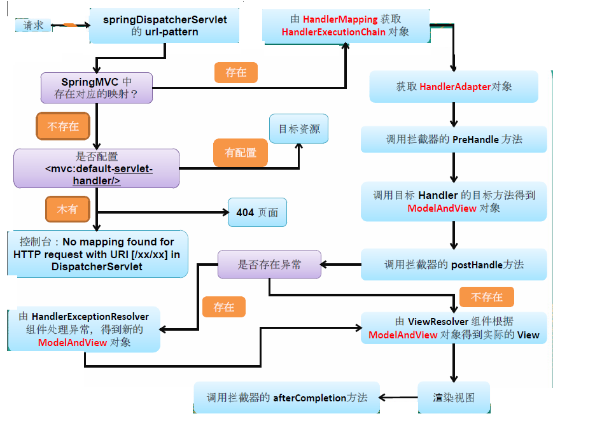 请求
springDispatcherServlet
的 url-pattern
由 HandlerMapping 获取
HandlerExecutionChain 对象
SpringMVC 中
存在对应的映射？
存在
获取 HandlerAdapter对象
不存在
目标资源
调用拦截器的 PreHandle 方法
是否配置
<mvc:default-servlet-
handler/>
有配置
调用目标 Handler 的目标方法得到
ModelAndView 对象
木有
404 页面
控制台：No mapping found for
HTTP request with URI [/xx/xx] in
DispatcherServlet
是否存在异常
调用拦截器的 postHandle方法
存在
不存在
由 HandlerExceptionResolver
组件处理异常，得到新的
ModelAndView 对象
由 ViewResolver 组件根据
ModelAndView 对象得到实际的 View
调用拦截器的 afterCompletion方法
渲染视图